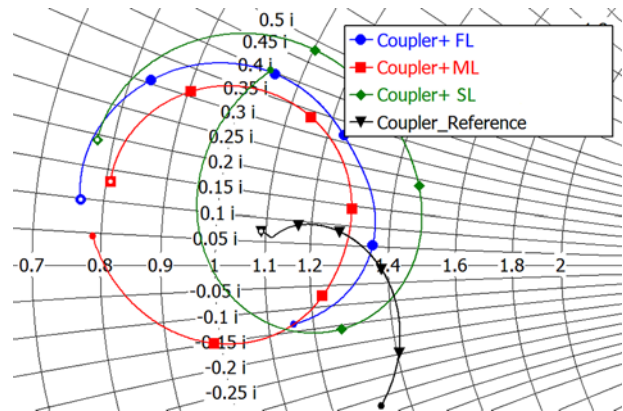 0.5 i
0.45 i
0.4 i
0.35 i
0.3 i
0.25 i
0.2 i
0.15 i
0.1 i
0.05 i
-0.7 0.8 0.9 1 1.1 1.2 1.4 1.6 1.8 2
-0.05 i
-0.1 i
-0.15 i
-0.2 i
-0.25 i
Coupler+ FL
Coupler+ ML
Coupler+ SL
Coupler_Reference